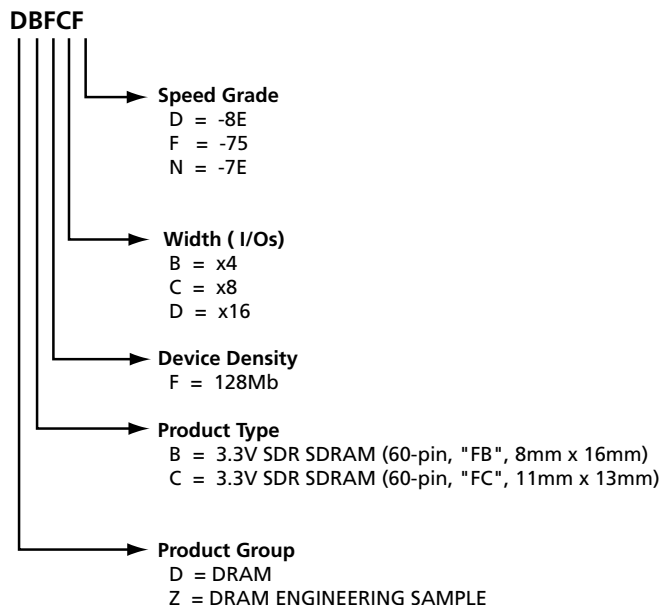 DBFCF
Speed Grade
D = -8E
F = -75
N = -7E
Width ( I/Os)
B = x4
C = x8
D = x16
Device Density
F = 128Mb
Product Type
B = 3.3V SDR SDRAM (60-pin, "FB", 8mm x 16mm)
C = 3.3V SDR SDRAM (60-pin, "FC", 11mm x 13mm)
Product Group
D = DRAM
Z = DRAM ENGINEERING SAMPLE